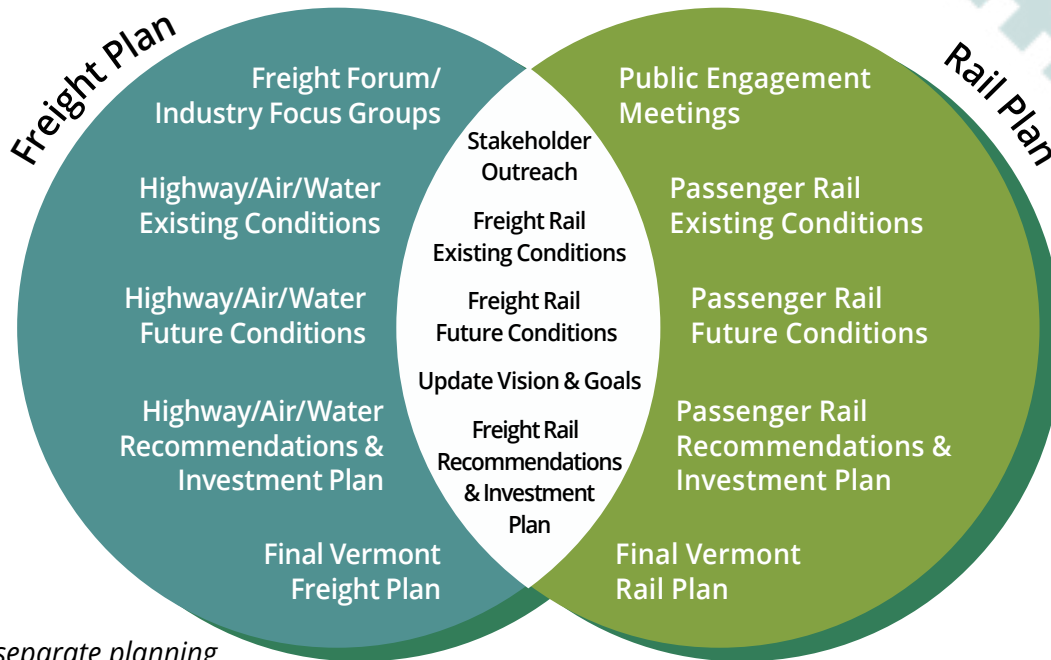 Freight Plan
Freight Forum/
Industry Focus Groups
Highway/Air/Water
Existing Conditions
Highway/Air/Water
Future Conditions
Highway/Air/Water
Recommendations &
Investment Plan
Final Vermont
Freight Plan
Stakeholder
Outreach
Freight Rail
Existing Conditions
Freight Rail
Future Conditions
Update Vision & Goals
Freight Rail
Recommendations
& Investment
Plan
Rail Plan
Public Engagement
Meetings
Passenger Rail
Existing Conditions
Passenger Rail
Future Conditions
Passenger Rail
Recommendations &
Investment Plan
Final Vermont
Rail Plan
separate planning